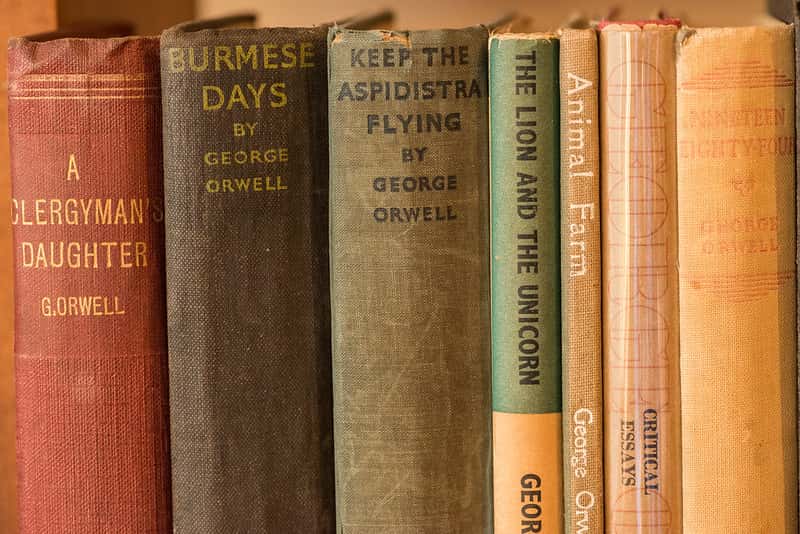 A
CLERGYMAN'S
DAUGHTER
G.ORWELL
BURMESE
DAYS
BY
GEORGE
ORWELL
KEEP THE
ASPIDISTRA
FLYING
BY
GEORGE
ORWELL
THE LION AND THE UNICORN
GEOR
Animal Farm
George Orw
GEORGE
CRITICAL
ESSAYS
NINETEEN
EIGHTY-FOUR
GEORGE
ORWELL